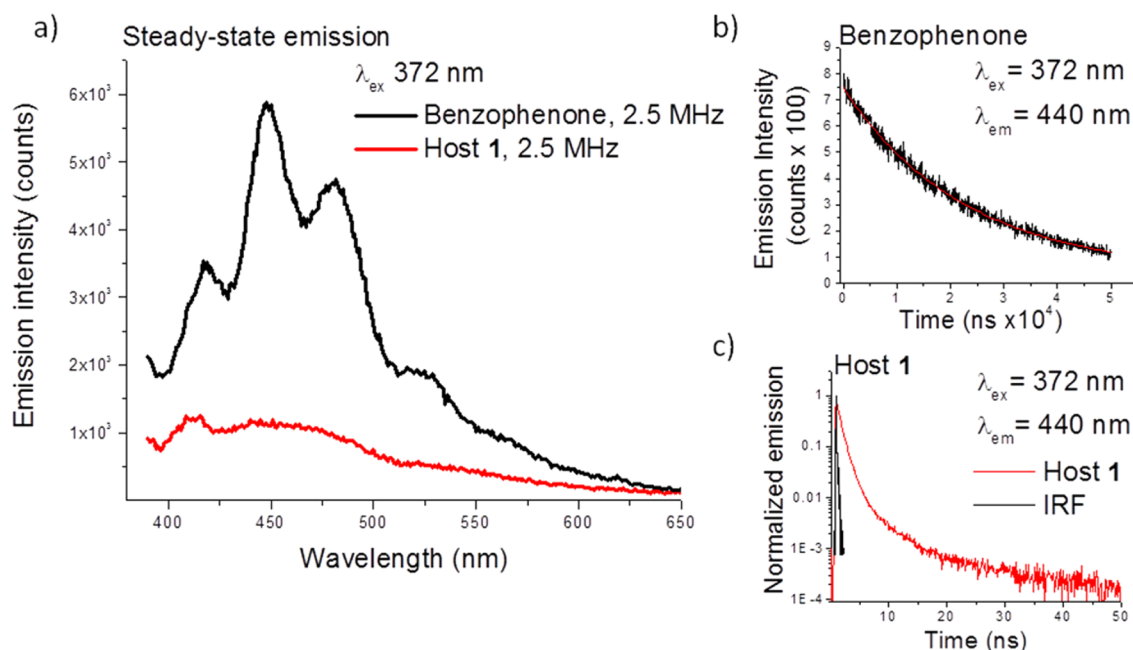 a)
Steady-state emission
λex 372 nm
Benzophenone, 2.5 MHz
Host 1, 2.5 MHz
Emission intensity (counts)
6x10³
5x10³
4x10³
3x10³
2x10³
1x10³
400 450 500 550 600 650
Wavelength (nm)
b)
Benzophenone
λex = 372 nm
λem = 440 nm
Emission Intensity
(counts x 100)
9
8
7
6
5
4
3
2
1
0
0 1 2 3 4 5
Time (ns x10⁴)
c)
Host 1
λex = 372 nm
λem = 440 nm
Host 1
IRF
Normalized emission
1
0.1
0.01
1E-3
1E-4
10 20 30 40 50
Time (ns)